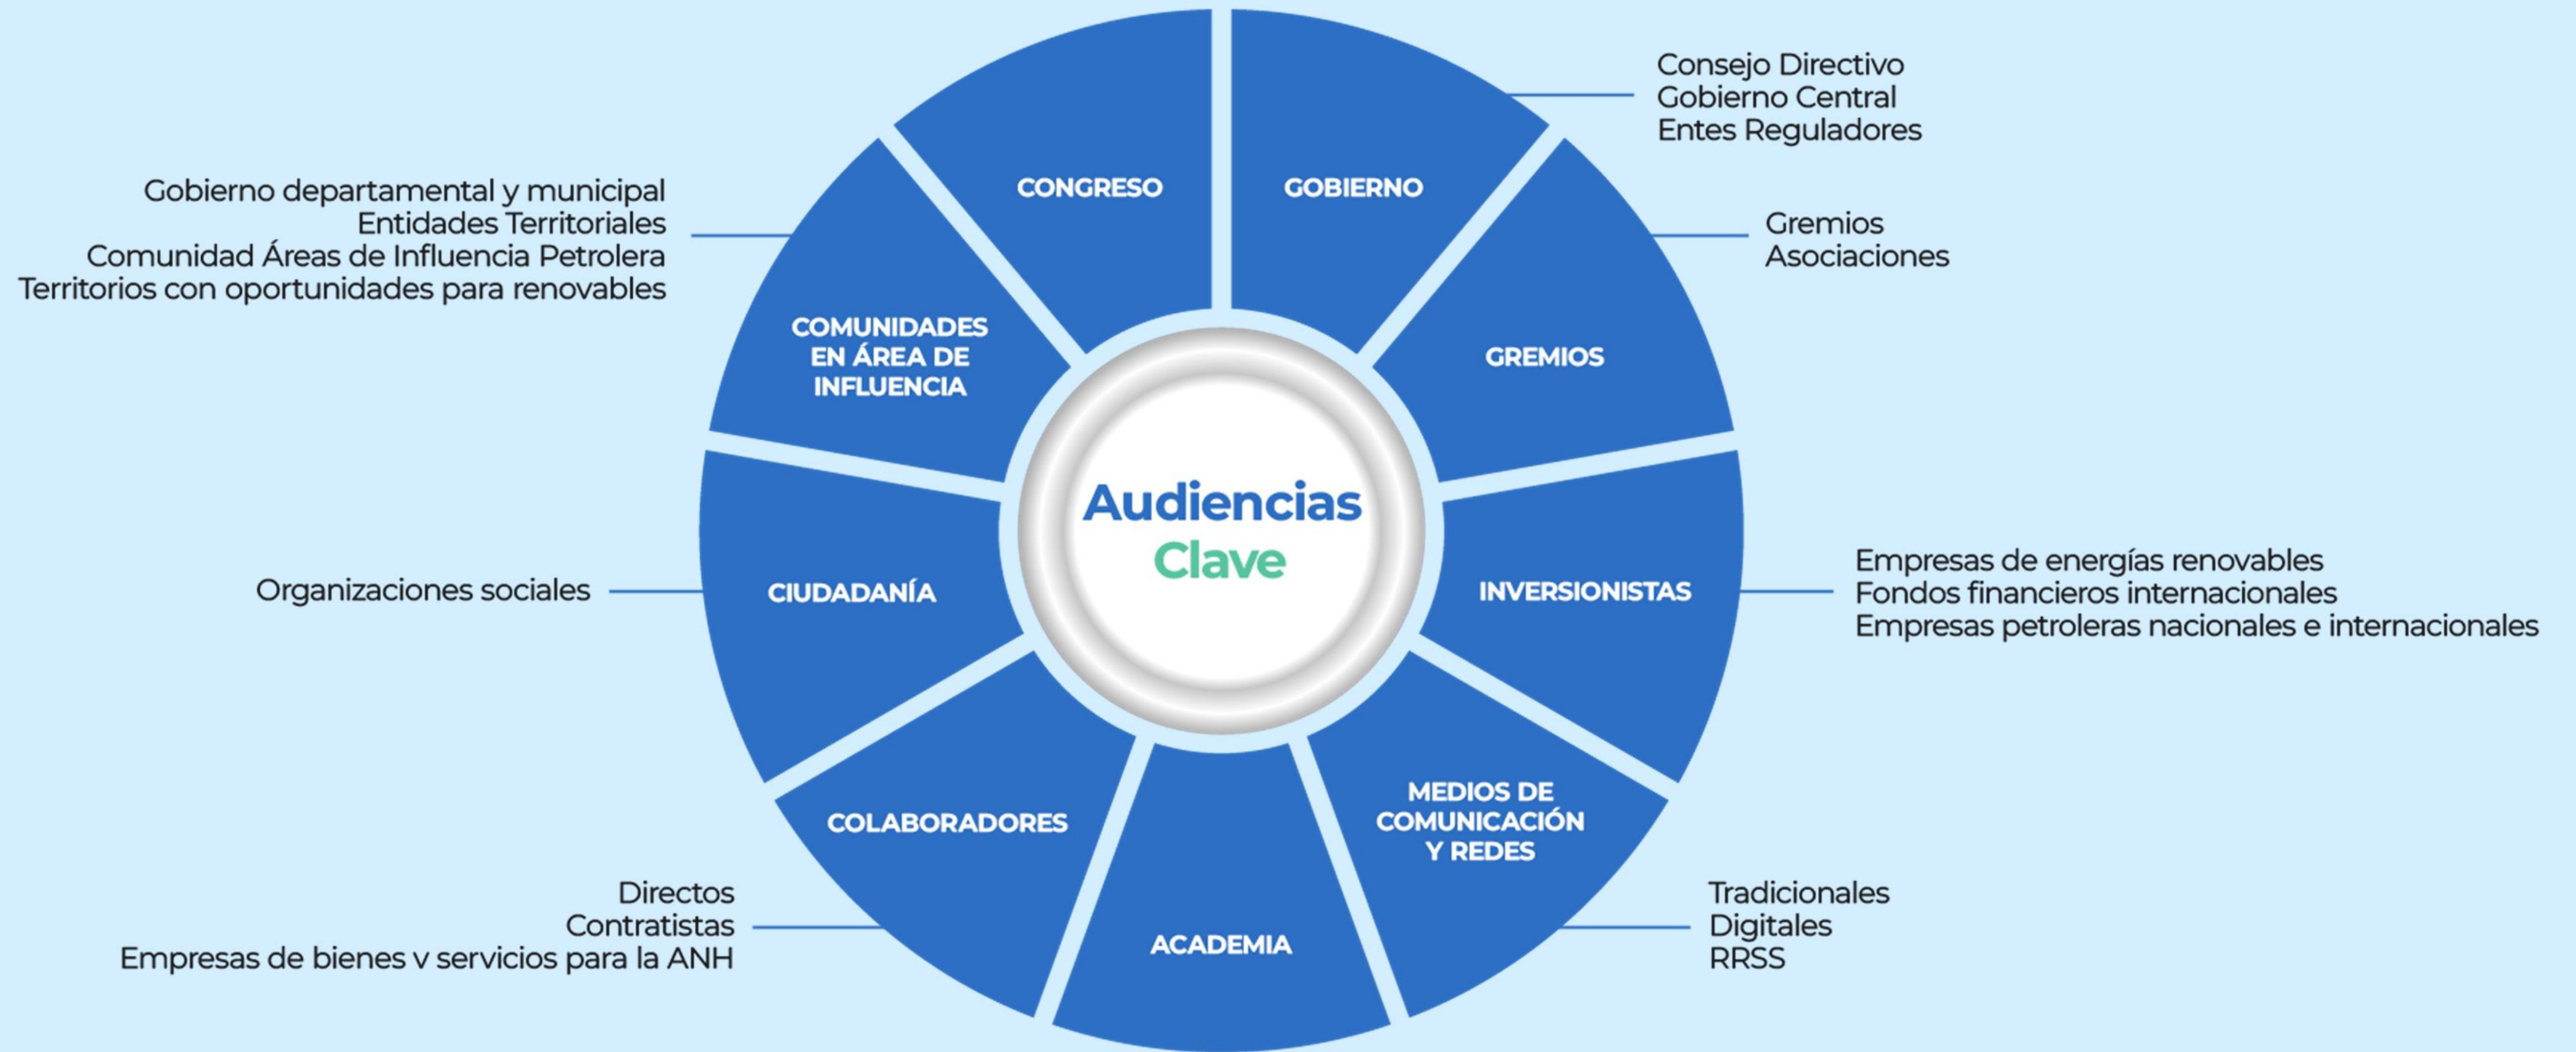 Audiencias
Clave
CONGRESO
GOBIERNO
Consejo Directivo
Gobierno Central
Entes Reguladores
GREMIOS
Gremios
Asociaciones
INVERSIONISTAS
Empresas de energías renovables
Fondos financieros internacionales
Empresas petroleras nacionales e internacionales
MEDIOS DE
COMUNICACIÓN
Y REDES
Tradicionales
Digitales
RRSS
ACADEMIA
COLABORADORES
Directos
Contratistas
Empresas de bienes v servicios para la ANH
CIUDADANÍA
Organizaciones sociales
COMUNIDADES
EN ÁREA DE
INFLUENCIA
Gobierno departamental y municipal
Entidades Territoriales
Comunidad Áreas de Influencia Petrolera
Territorios con oportunidades para renovables